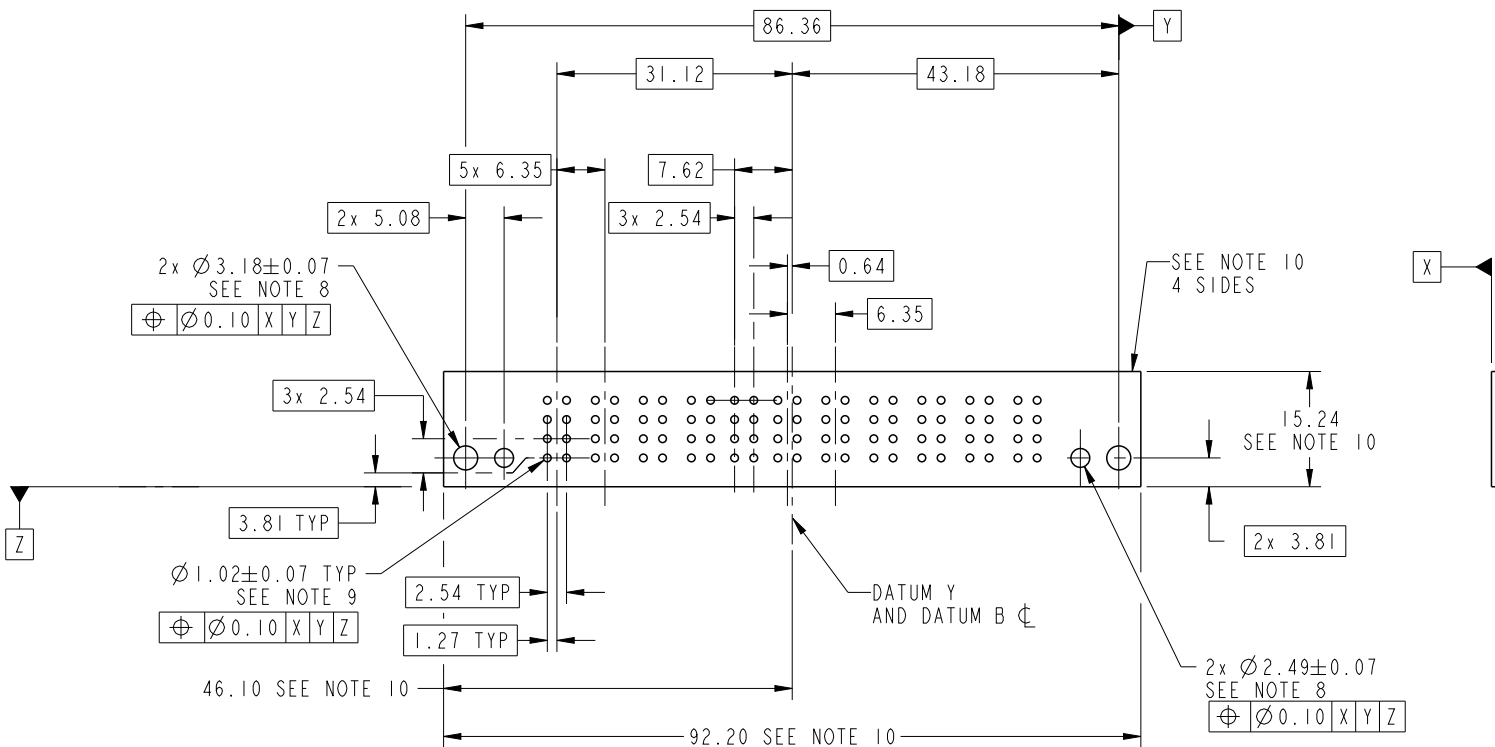 86.36
Y
31.12
43.18
5x 6.35
7.62
2x 5.08
3x 2.54
2x Ø3.18±0.07
SEE NOTE 8
⌖ Ø0.10 X Y Z
0.64
SEE NOTE 10
4 SIDES
X
6.35
3x 2.54
15.24
SEE NOTE 10
3.81 TYP
Z
2x 3.81
Ø1.02±0.07 TYP
SEE NOTE 9
⌖ Ø0.10 X Y Z
2.54 TYP
DATUM Y
AND DATUM B ℄
1.27 TYP
46.10 SEE NOTE 10
2x Ø2.49±0.07
SEE NOTE 8
⌖ Ø0.10 X Y Z
92.20 SEE NOTE 10